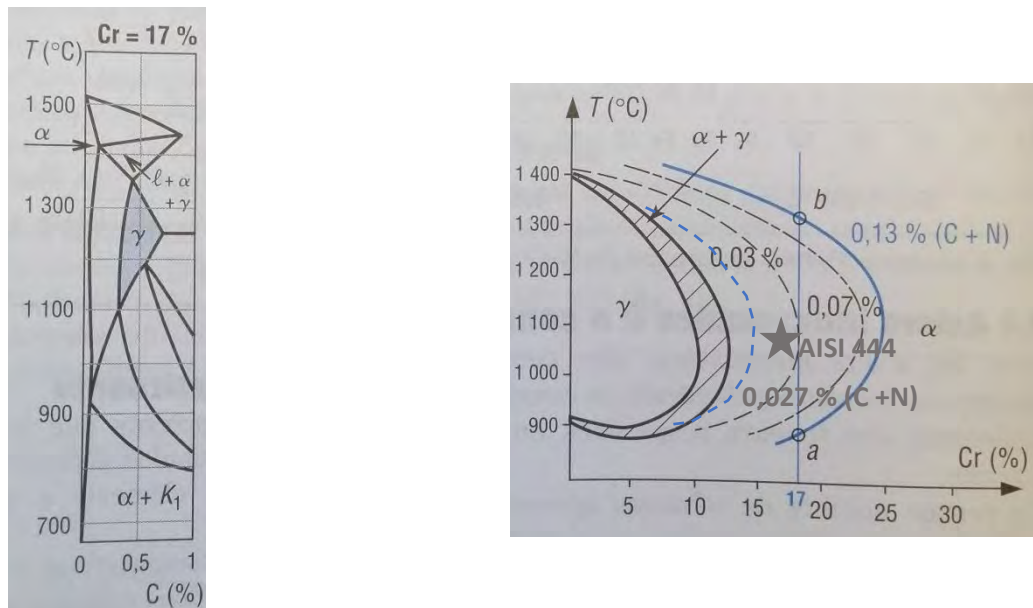 Cr = 17 %
T (°C)
1 500
α
ℓ + α
+ γ
1 300
γ
1 100
900
α + K₁
700
0
0,5
1
C (%)
T (°C)
α + γ
1 400
1 300
b
0,13 % (C + N)
1 200
0,03 %
γ
0,07 %
α
1 100
AISI 444
1 000
0,027 % (C +N)
900
a
Cr (%)
5
10
15
17
20
25
30